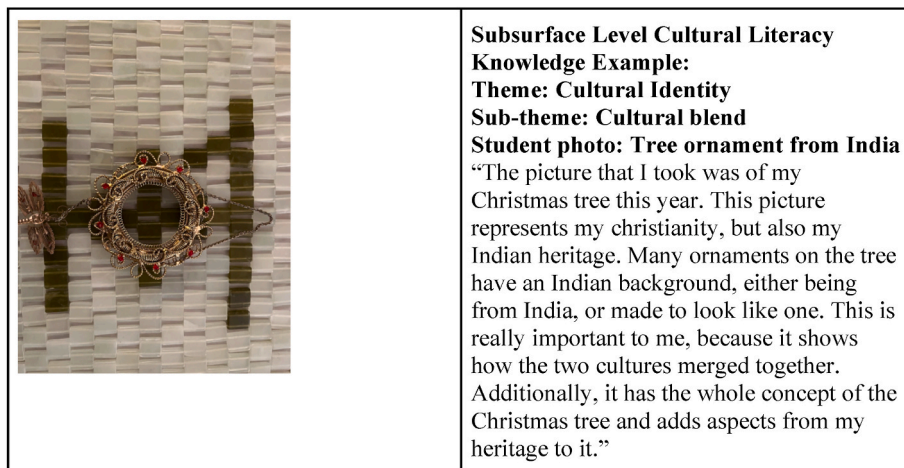 Subsurface Level Cultural Literacy
Knowledge Example:
Theme: Cultural Identity
Sub-theme: Cultural blend
Student photo: Tree ornament from India
“The picture that I took was of my
Christmas tree this year. This picture
represents my christianity, but also my
Indian heritage. Many ornaments on the tree
have an Indian background, either being
from India, or made to look like one. This is
really important to me, because it shows
how the two cultures merged together.
Additionally, it has the whole concept of the
Christmas tree and adds aspects from my
heritage to it.”